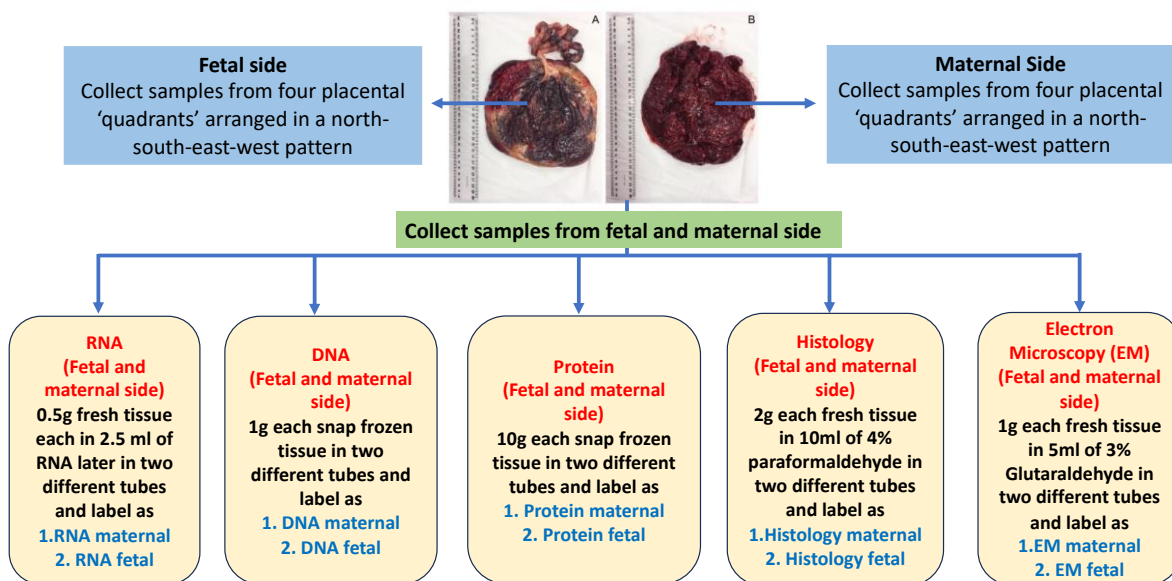 A
B
Fetal side
Collect samples from four placental
‘quadrants’ arranged in a north-
south-east-west pattern
Maternal Side
Collect samples from four placental
‘quadrants’ arranged in a north-
south-east-west pattern
Collect samples from fetal and maternal side
RNA
(Fetal and
maternal side)
0.5g fresh tissue
each in 2.5 ml of
RNA later in two
different tubes
and label as
1.RNA maternal
2. RNA fetal
DNA
(Fetal and maternal
side)
1g each snap frozen
tissue in two
different tubes and
label as
1. DNA maternal
2. DNA fetal
Protein
(Fetal and maternal
side)
10g each snap frozen
tissue in two different
tubes and label as
1. Protein maternal
2. Protein fetal
Histology
(Fetal and maternal
side)
2g each fresh tissue
in 10ml of 4%
paraformaldehyde in
two different tubes
and label as
1.Histology maternal
2. Histology fetal
Electron
Microscopy (EM)
(Fetal and maternal
side)
1g each fresh tissue
in 5ml of 3%
Glutaraldehyde in
two different tubes
and label as
1.EM maternal
2. EM fetal